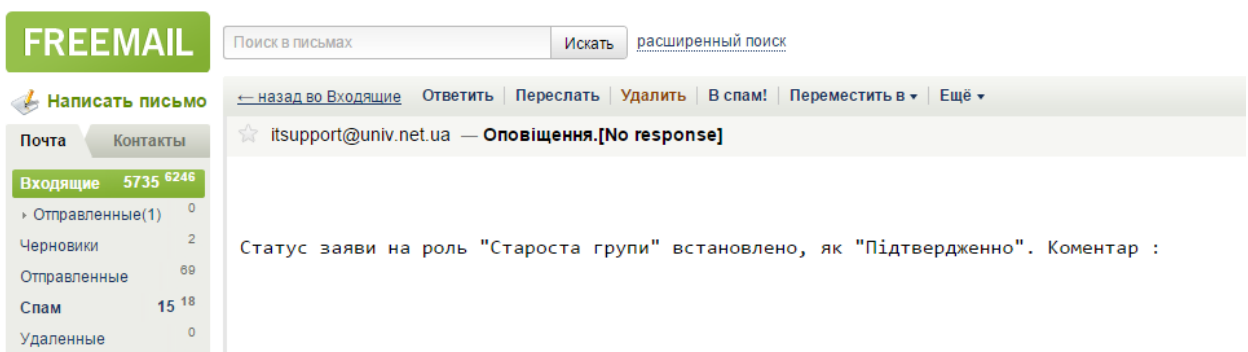 FREEMAIL
Поиск в письмах Искать расширенный поиск
Написать письмо
← назад во Входящие Ответить Переслать Удалить В спам! Переместить в ▾ Ещё ▾
Почта Контакты
itsupport@univ.net.ua — Оповіщення.[No response]
Входящие 5735 6246
Отправленные(1) 0
Черновики 2
Отправленные 69
Спам 15 18
Удаленные 0
Статус заяви на роль "Староста групи" встановлено, як "Підтвердженно". Коментар :